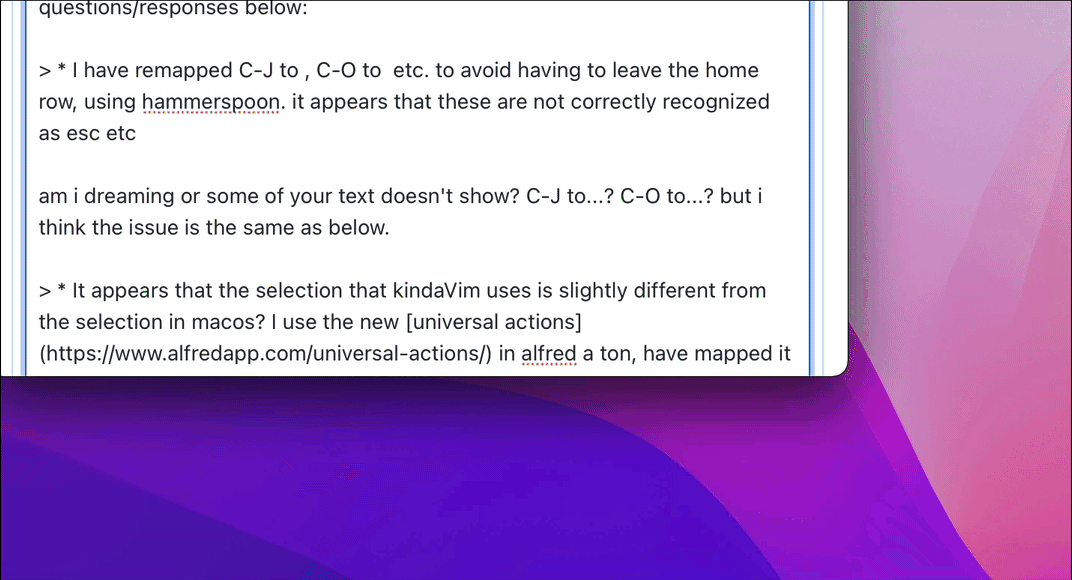 questions/responses below:
> * I have remapped C-J to , C-O to  etc. to avoid having to leave the home
row, using hammerspoon. it appears that these are not correctly recognized
as esc etc
am i dreaming or some of your text doesn't show? C-J to...? C-O to...? but i
think the issue is the same as below.
> * It appears that the selection that kindaVim uses is slightly different from
the selection in macos? I use the new [universal actions]
(https://www.alfredapp.com/universal-actions/) in alfred a ton, have mapped it